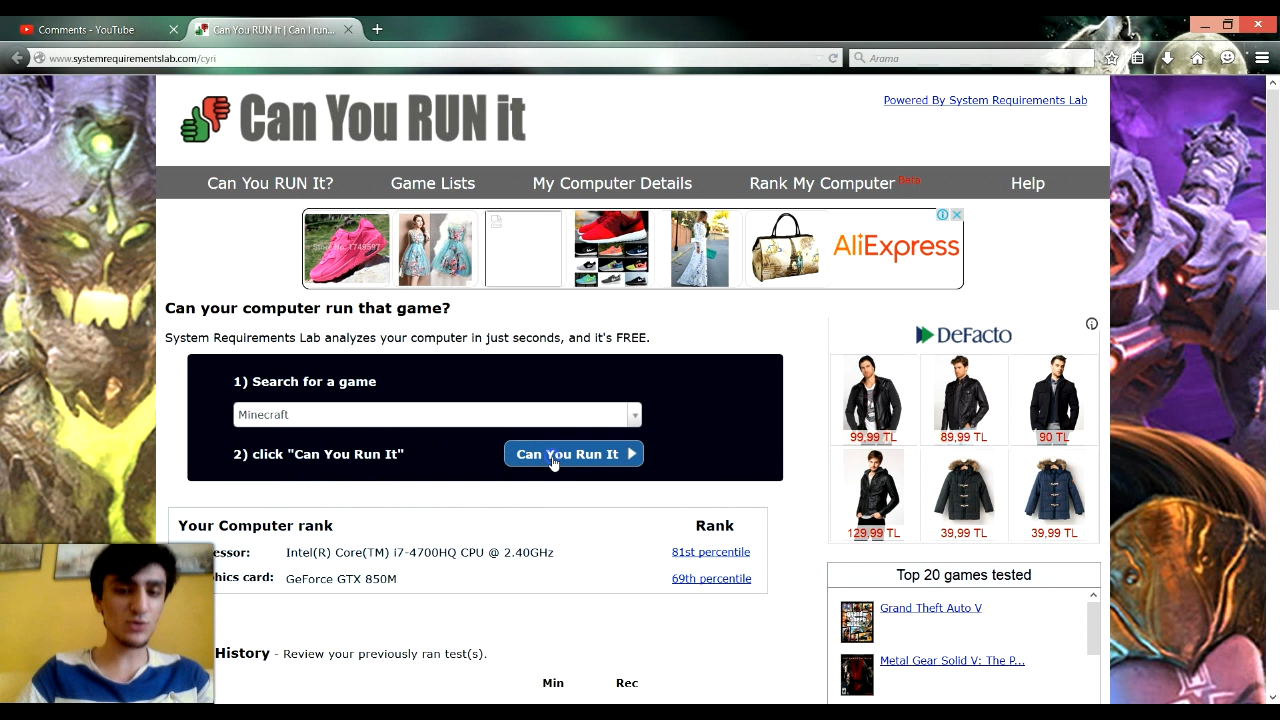 Comments - YouTube
Can You RUN It | Can I run...
www.systemrequirementslab.com/cyri
Arama
Can You RUN it
Powered By System Requirements Lab
Can You RUN It?
Game Lists
My Computer Details
Rank My Computer Beta
Help
Store No: 1749597
AliExpress
Can your computer run that game?
System Requirements Lab analyzes your computer in just seconds, and it's FREE.
1) Search for a game
Minecraft
2) click "Can You Run It"
Can You Run It
DeFacto
99,99 TL
89,99 TL
90 TL
129,99 TL
39,99 TL
39,99 TL
Your Computer rank
Rank
essor:
Intel(R) Core(TM) i7-4700HQ CPU @ 2.40GHz
81st percentile
hics card:
GeForce GTX 850M
69th percentile
Top 20 games tested
Grand Theft Auto V
Metal Gear Solid V: The P...
History - Review your previously ran test(s).
Min
Rec